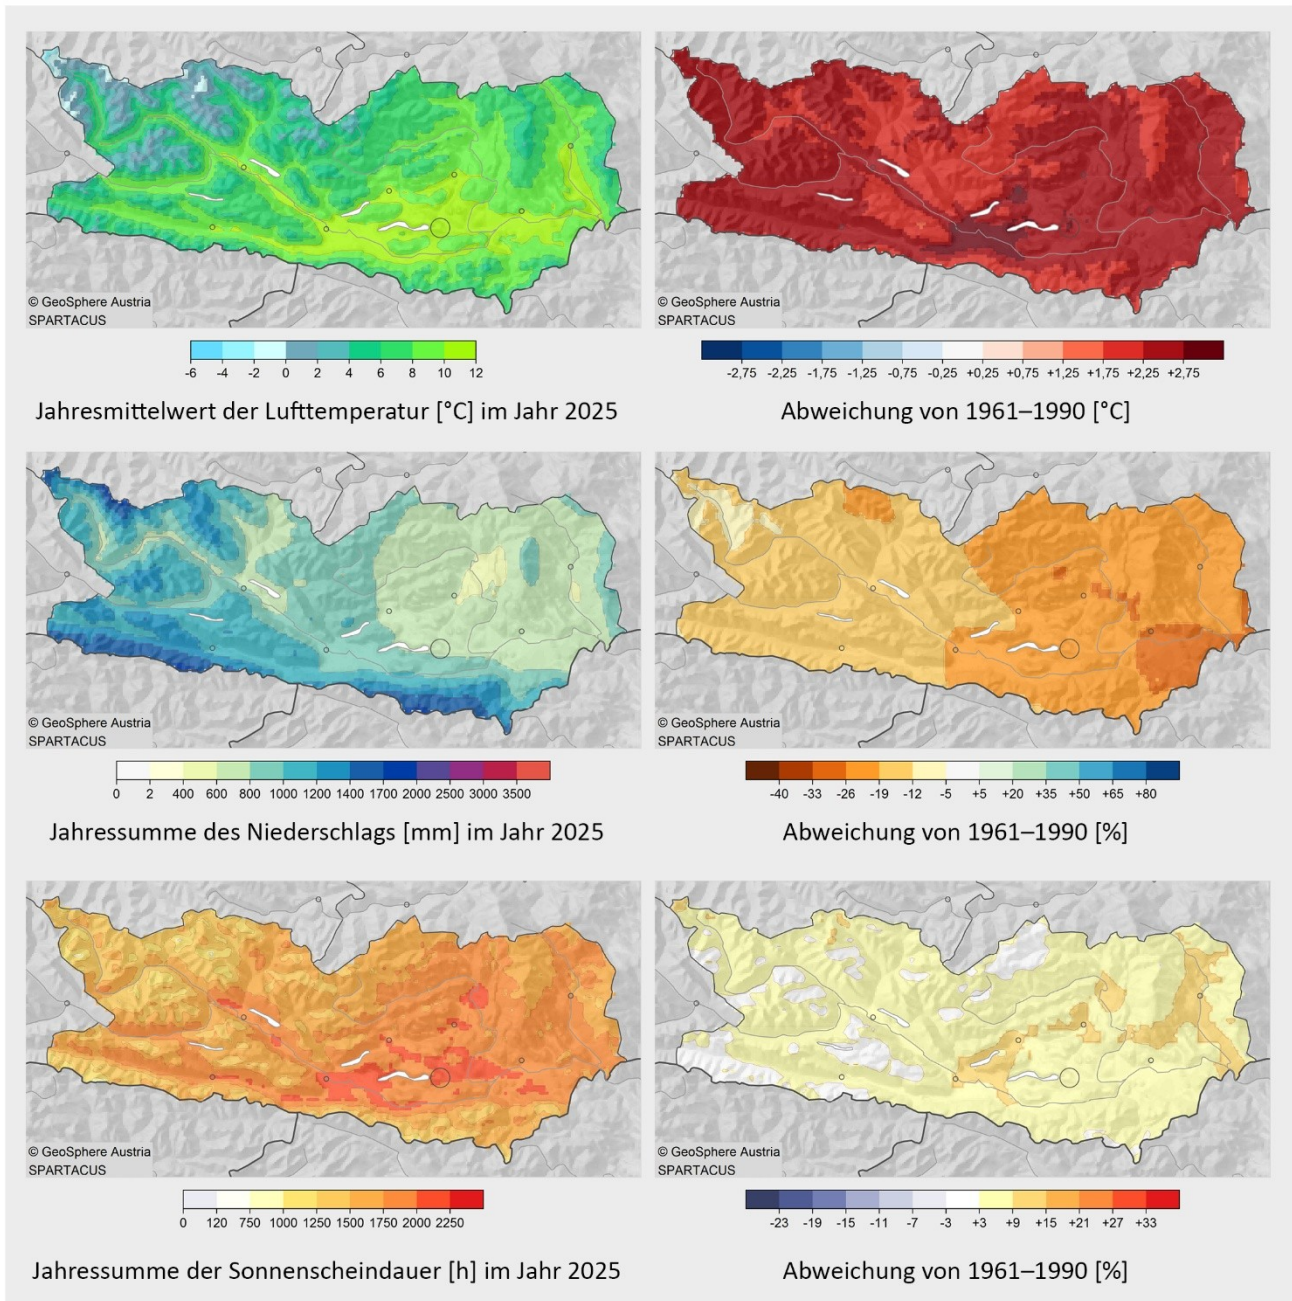 © GeoSphere Austria
SPARTACUS
© GeoSphere Austria
SPARTACUS
-6 -4 -2 0 2 4 6 8 10 12
-2,75 -2,25 -1,75 -1,25 -0,75 -0,25 +0,25 +0,75 +1,25 +1,75 +2,25 +2,75
Jahresmittelwert der Lufttemperatur [°C] im Jahr 2025
Abweichung von 1961–1990 [°C]
© GeoSphere Austria
SPARTACUS
© GeoSphere Austria
SPARTACUS
0 2 400 600 800 1000 1200 1400 1700 2000 2500 3000 3500
-40 -33 -26 -19 -12 -5 +5 +20 +35 +50 +65 +80
Jahressumme des Niederschlags [mm] im Jahr 2025
Abweichung von 1961–1990 [%]
© GeoSphere Austria
SPARTACUS
© GeoSphere Austria
SPARTACUS
0 120 750 1000 1250 1500 1750 2000 2250
-23 -19 -15 -11 -7 -3 +3 +9 +15 +21 +27 +33
Jahressumme der Sonnenscheindauer [h] im Jahr 2025
Abweichung von 1961–1990 [%]